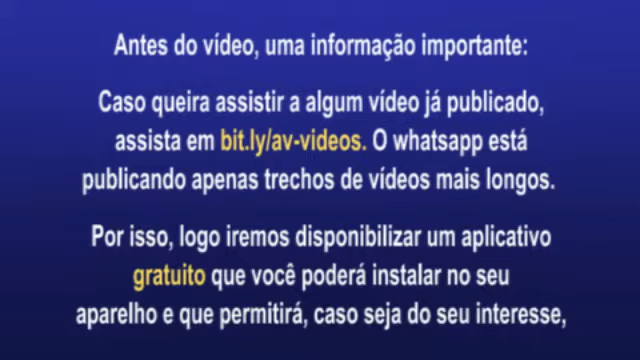 Antes do vídeo, uma informação importante:
Caso queira assistir a algum vídeo já publicado,
assista em bit.ly/av-videos. O whatsapp está
publicando apenas trechos de vídeos mais longos.
Por isso, logo iremos disponibilizar um aplicativo
gratuito que você poderá instalar no seu
aparelho e que permitirá, caso seja do seu interesse,